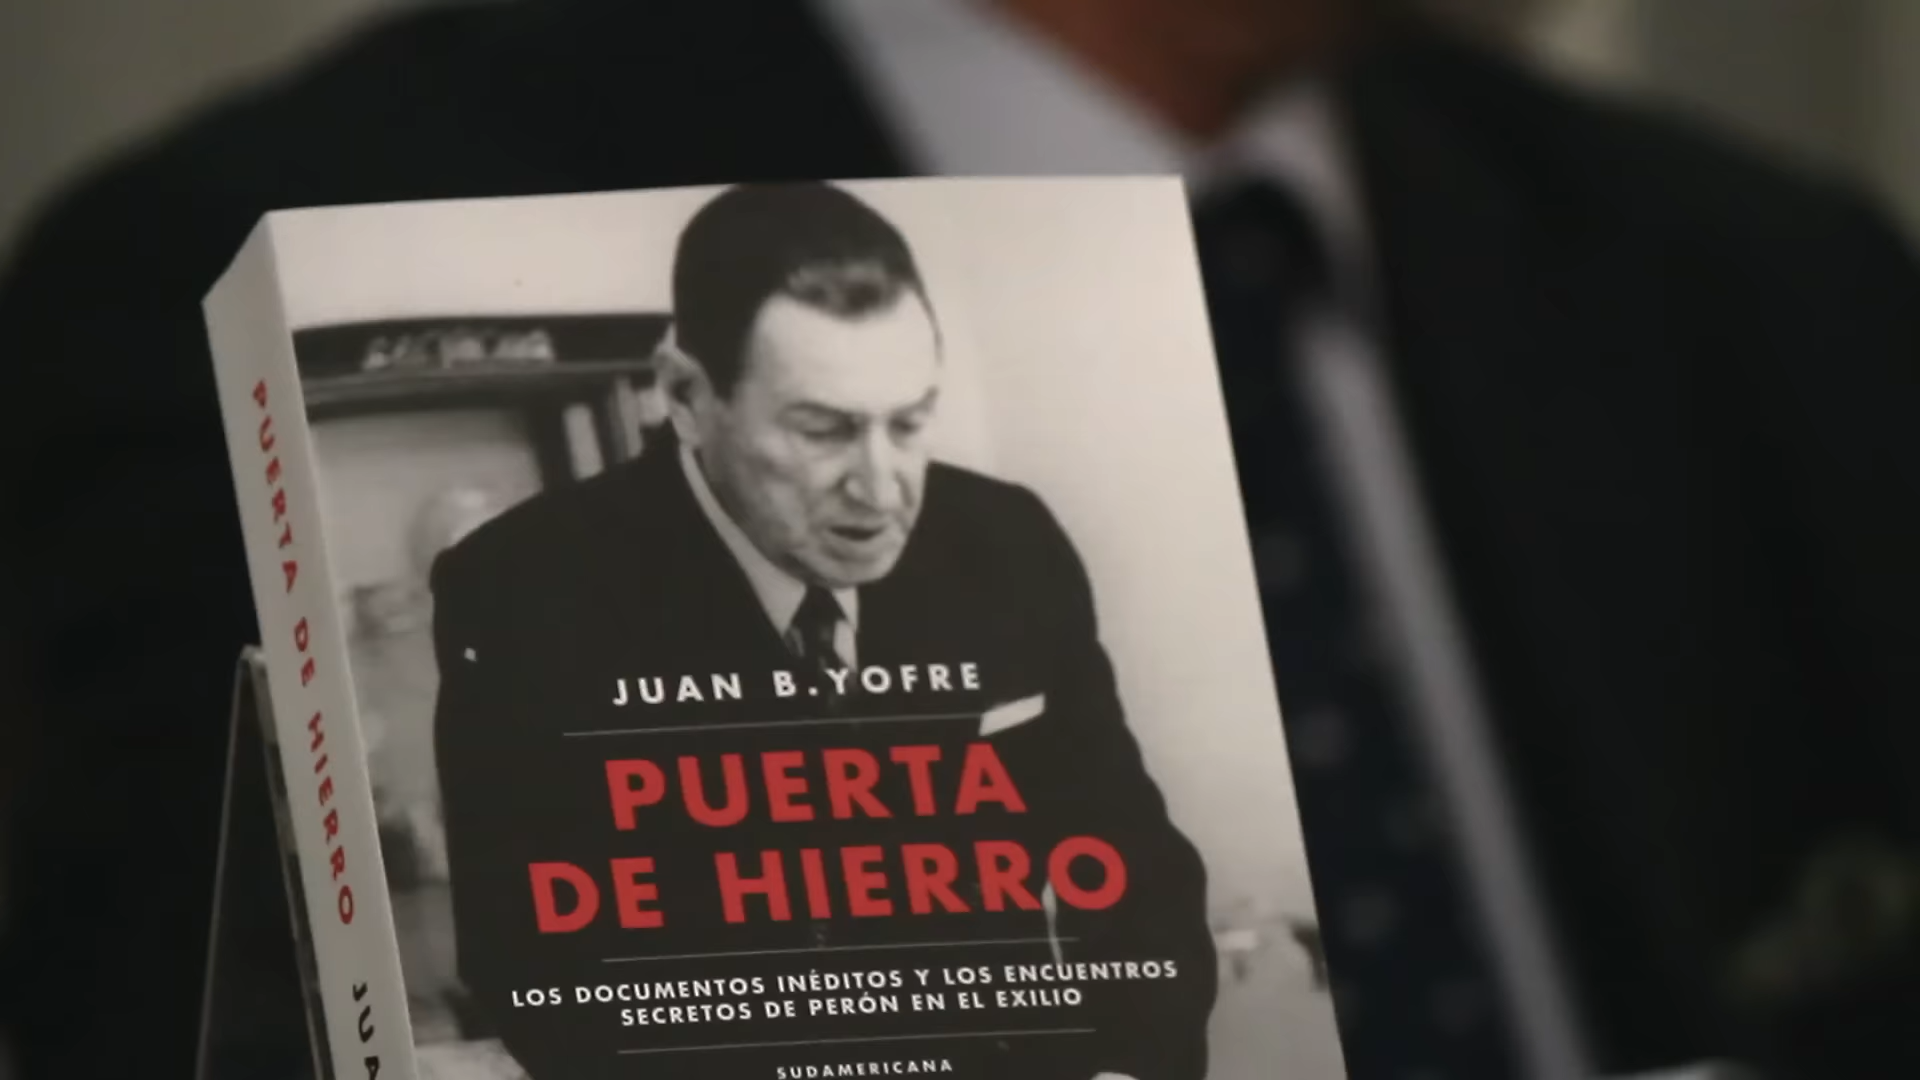 JUAN B. YOFRE
PUERTA
DE HIERRO
LOS DOCUMENTOS INÉDITOS Y LOS ENCUENTROS
SECRETOS DE PERÓN EN EL EXILIO
SUDAMERICANA
PUERTA DE HIERRO JUA